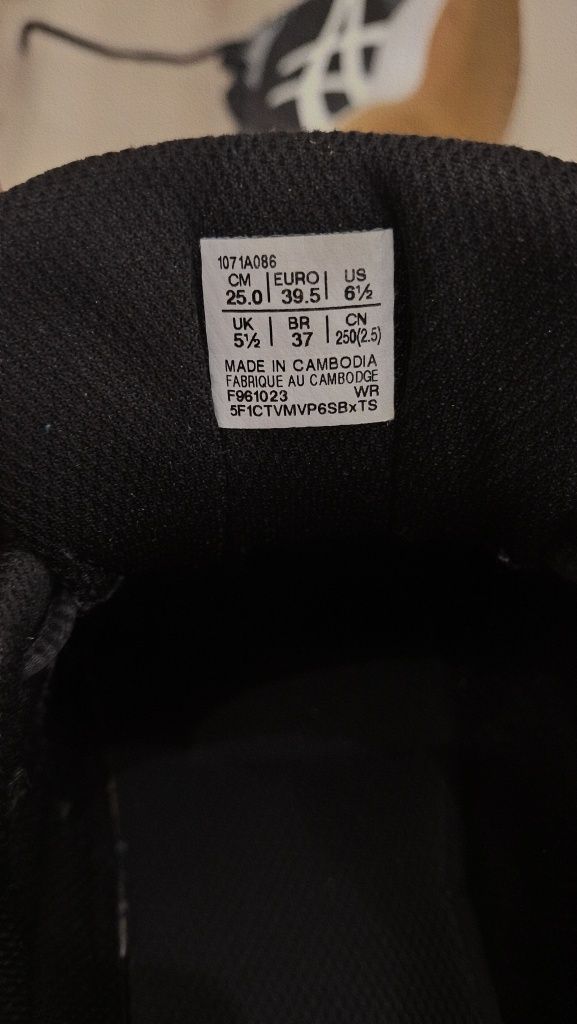 1071A086
CM | EURO | US
25.0 | 39.5 | 6½
UK | BR | CN
5½ | 37 | 250(2.5)
MADE IN CAMBODIA
FABRIQUE AU CAMBODGE
F961023 WR
5F1CTVMVP6SBxTS